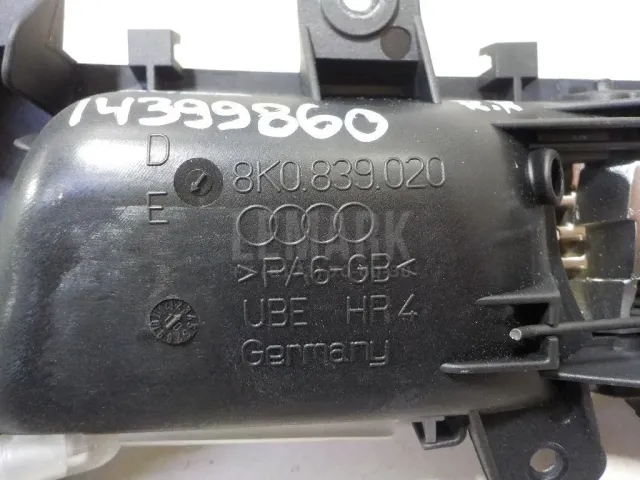 14399860
D
E
8K0.839.020
>PA6-GB<
UBE HR4
Germany